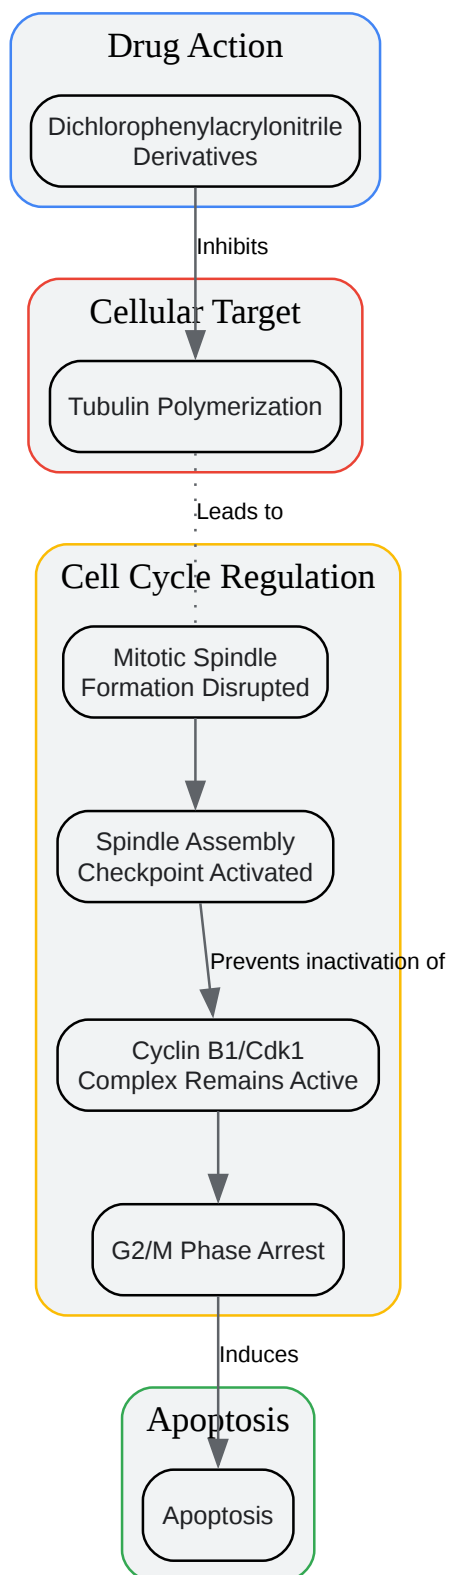 Drug Action
Dichlorophenylacrylonitrile
Derivatives
Inhibits
Cellular Target
Tubulin Polymerization
Leads to
Cell Cycle Regulation
Mitotic Spindle
Formation Disrupted
Spindle Assembly
Checkpoint Activated
Prevents inactivation of
Cyclin B1/Cdk1
Complex Remains Active
G2/M Phase Arrest
Induces
Apoptosis
Apoptosis